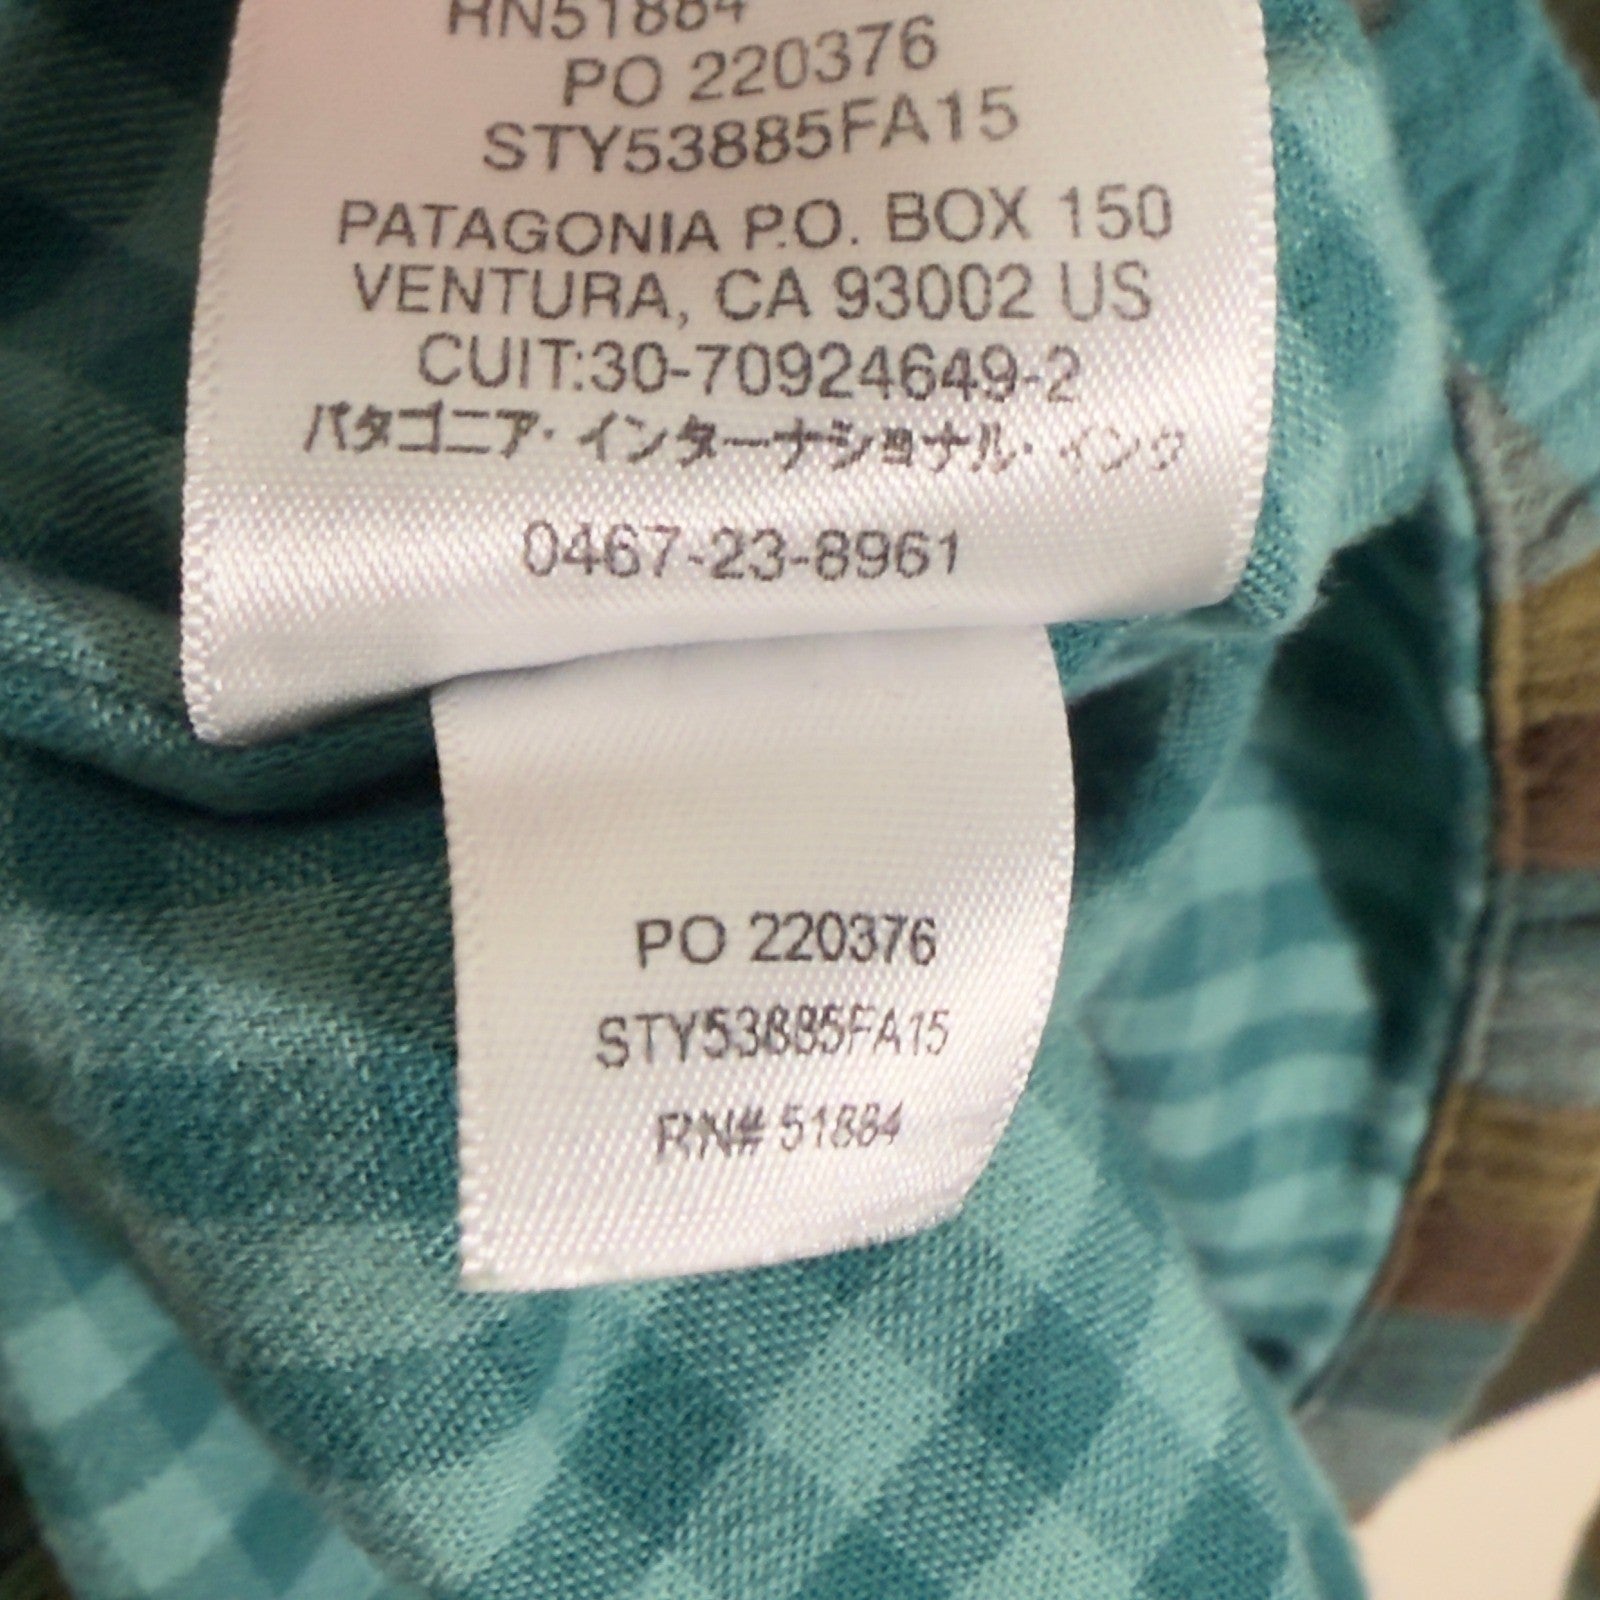 RN51884
PO 220376
STY53885FA15
PATAGONIA P.O. BOX 150
VENTURA, CA 93002 US
CUIT:30-70924649-2
パタゴニア・インターナショナル・インク
0467-23-8961
PO 220376
STY53885FA15
RN# 51884